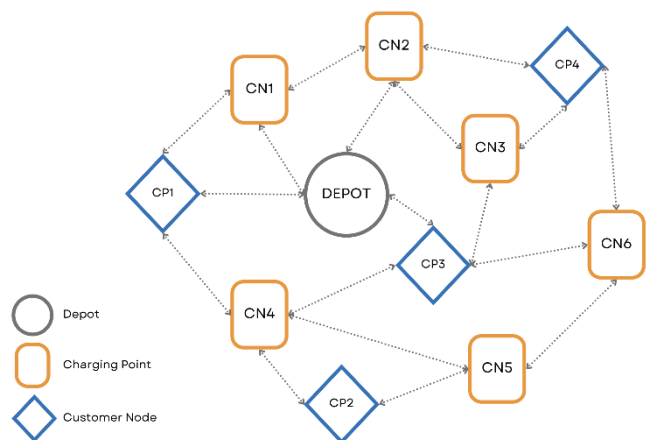 CN2
CP4
CN1
CN3
CP1
DEPOT
CN6
CP3
CN4
Depot
CN5
Charging Point
CP2
Customer Node